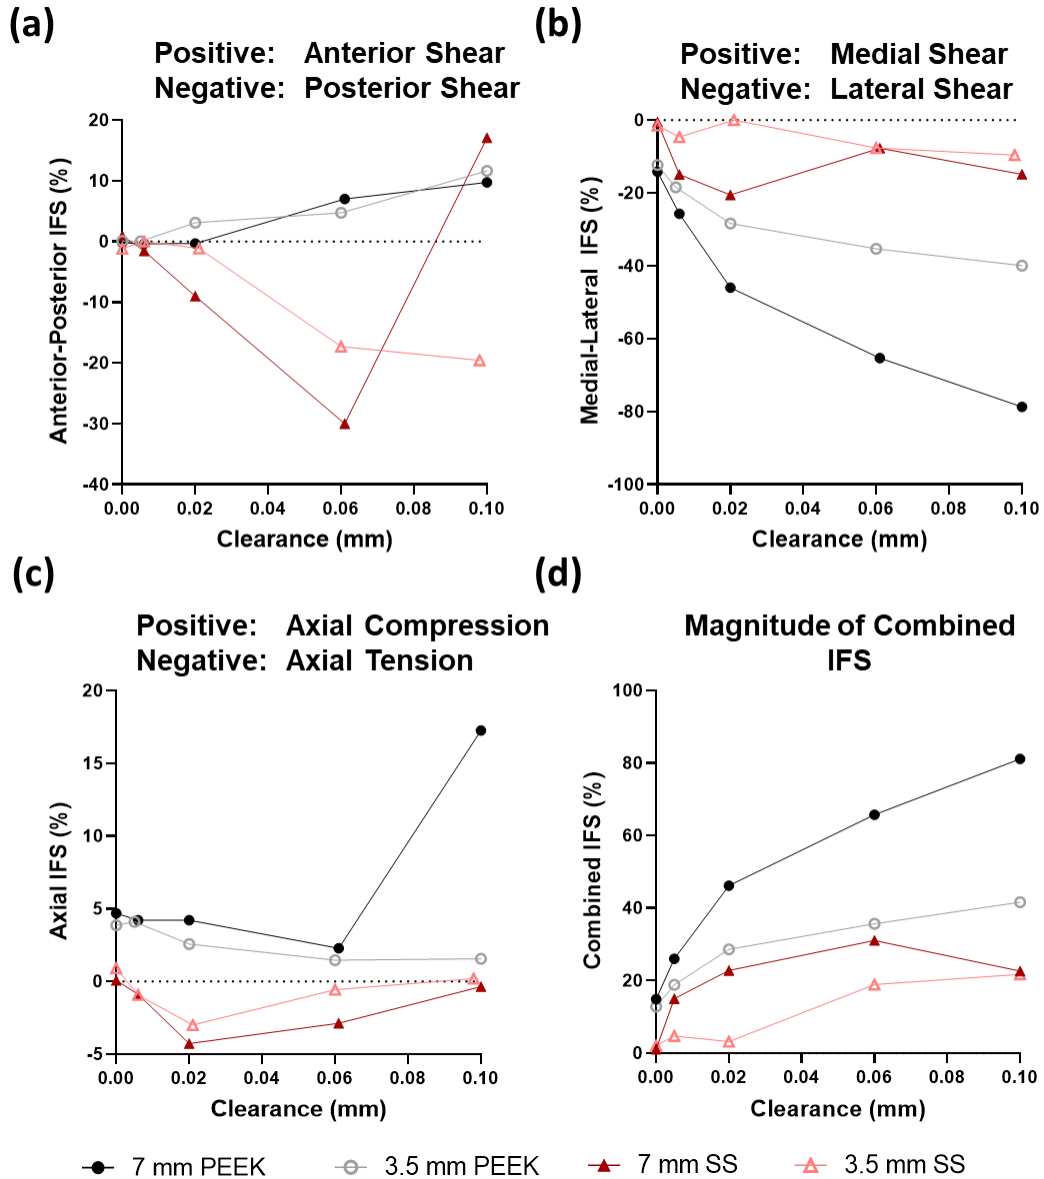 (a)
Positive: Anterior Shear
Negative: Posterior Shear
20
10
0
-10
-20
-30
-40
Anterior-Posterior IFS (%)
0.00 0.02 0.04 0.06 0.08 0.10
Clearance (mm)
(b)
Positive: Medial Shear
Negative: Lateral Shear
0
-20
-40
-60
-80
-100
Medial-Lateral IFS (%)
0.00 0.02 0.04 0.06 0.08 0.10
Clearance (mm)
(c)
Positive: Axial Compression
Negative: Axial Tension
20
15
10
5
0
-5
Axial IFS (%)
0.00 0.02 0.04 0.06 0.08 0.10
Clearance (mm)
(d)
Magnitude of Combined
IFS
100
80
60
40
20
0
Combined IFS (%)
0.00 0.02 0.04 0.06 0.08 0.10
Clearance (mm)
7 mm PEEK 3.5 mm PEEK 7 mm SS 3.5 mm SS